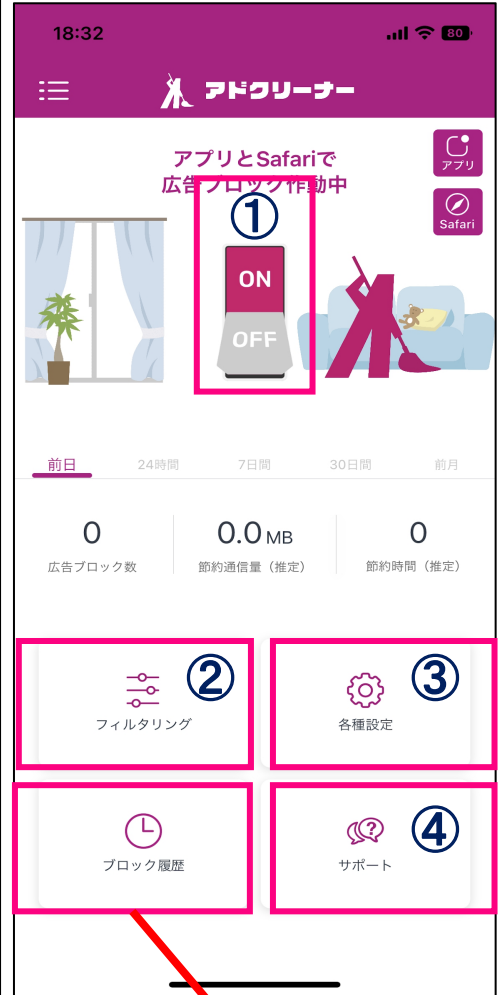 18:32
80
アドクリーナー
アプリとSafariで
広告ブロック作動中
アプリ
Safari
①
ON
OFF
前日 24時間 7日間 30日間 前月
0 0.0 MB 0
広告ブロック数 節約通信量（推定） 節約時間（推定）
② ③
フィルタリング 各種設定
④
ブロック履歴 サポート